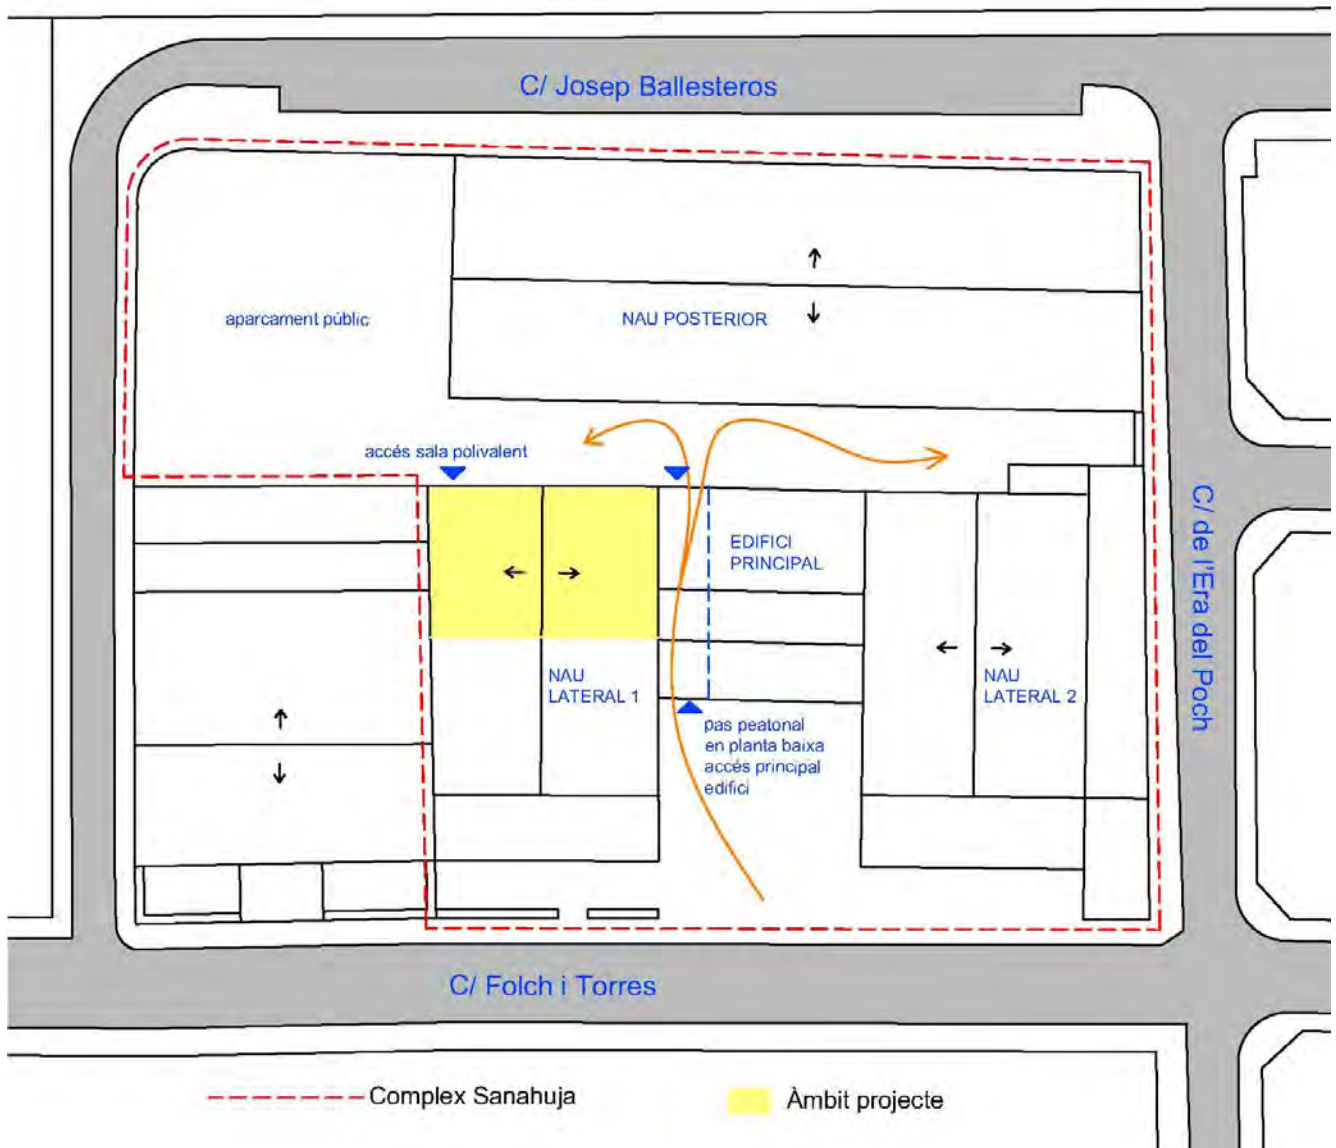 C/ Josep Ballesteros
aparcament públic
NAU POSTERIOR
accés sala polivalent
EDIFICI
PRINCIPAL
C/ de l'Era del Poch
NAU
LATERAL 1
NAU
LATERAL 2
pas peatonal
en planta baixa
accés principal
edifici
C/ Folch i Torres
Complex Sanahuja
Àmbit projecte